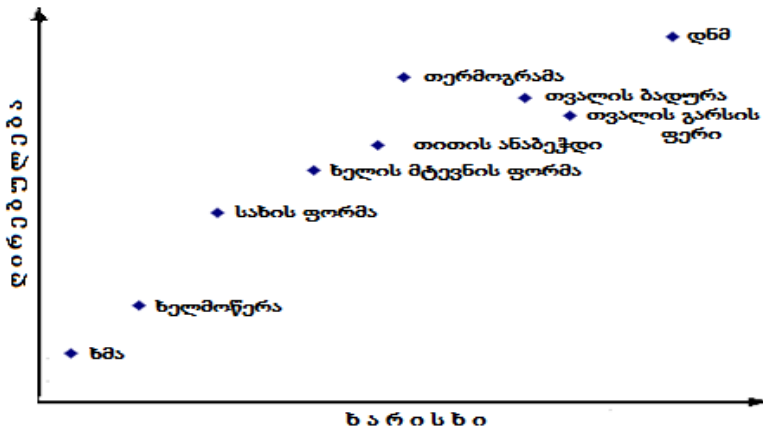 დნმ
თერმოგრამა
თვალის ბადურა
თვალის გარსის
ფერი
თითის ანაბეჭდი
ხელის მტევნის ფორმა
სახის ფორმა
ხელმოწერა
ხმა
ღირებულება
ხარისხი